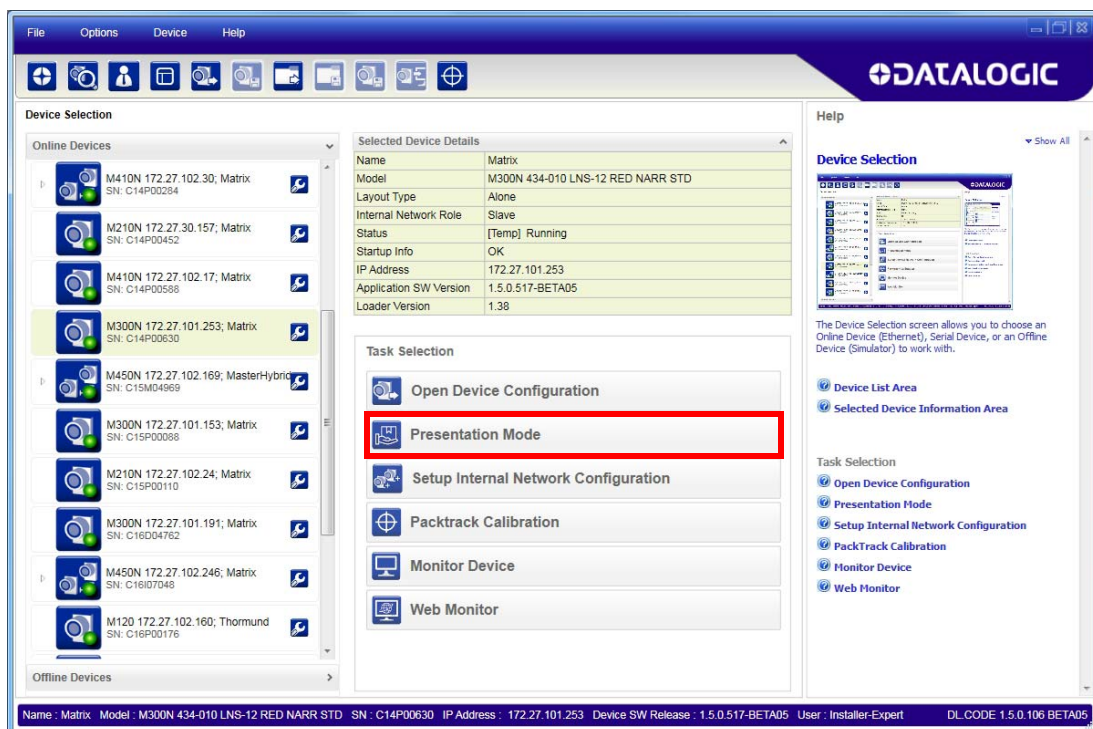 File Options Device Help
DATALOGIC
Device Selection
Online Devices
M410N 172.27.102.30; Matrix
SN: C14P00284
M210N 172.27.30.157; Matrix
SN: C14P00452
M410N 172.27.102.17; Matrix
SN: C14P00588
M300N 172.27.101.253; Matrix
SN: C14P00630
M450N 172.27.102.169; MasterHybrid
SN: C15M04969
M300N 172.27.101.153; Matrix
SN: C15P00088
M210N 172.27.102.24; Matrix
SN: C15P00110
M300N 172.27.101.191; Matrix
SN: C16D04762
M450N 172.27.102.246; Matrix
SN: C16I07048
M120 172.27.102.160; Thormund
SN: C16P00176
Offline Devices
Selected Device Details
Name Matrix
Model M300N 434-010 LNS-12 RED NARR STD
Layout Type Alone
Internal Network Role Slave
Status [Temp] Running
Startup Info OK
IP Address 172.27.101.253
Application SW Version 1.5.0.517-BETA05
Loader Version 1.38
Task Selection
Open Device Configuration
Presentation Mode
Setup Internal Network Configuration
Packtrack Calibration
Monitor Device
Web Monitor
Help
Show All
Device Selection
The Device Selection screen allows you to choose an
Online Device (Ethernet), Serial Device, or an Offline
Device (Simulator) to work with.
Device List Area
Selected Device Information Area
Task Selection
Open Device Configuration
Presentation Mode
Setup Internal Network Configuration
PackTrack Calibration
Monitor Device
Web Monitor
Name : Matrix Model : M300N 434-010 LNS-12 RED NARR STD SN : C14P00630 IP Address : 172.27.101.253 Device SW Release : 1.5.0.517-BETA05 User : Installer-Expert DL.CODE 1.5.0.106 BETA05